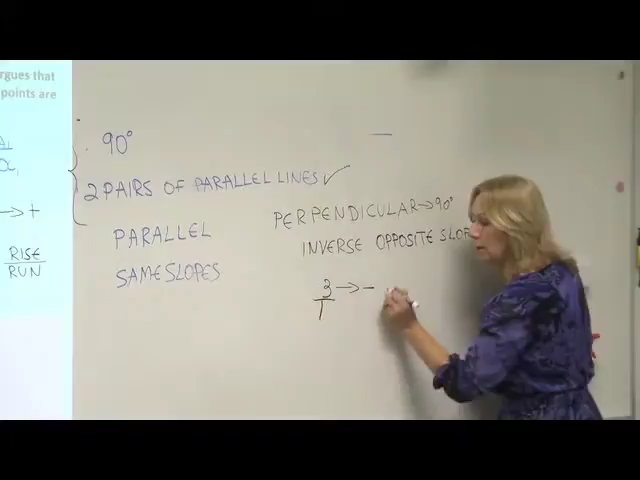 rgues that
points are
90°
2 PAIRS OF PARALLEL LINES ✓
PARALLEL
SAME SLOPES
RISE
RUN
PERPENDICULAR → 90°
INVERSE OPPOSITE SLOP
3 → -
1